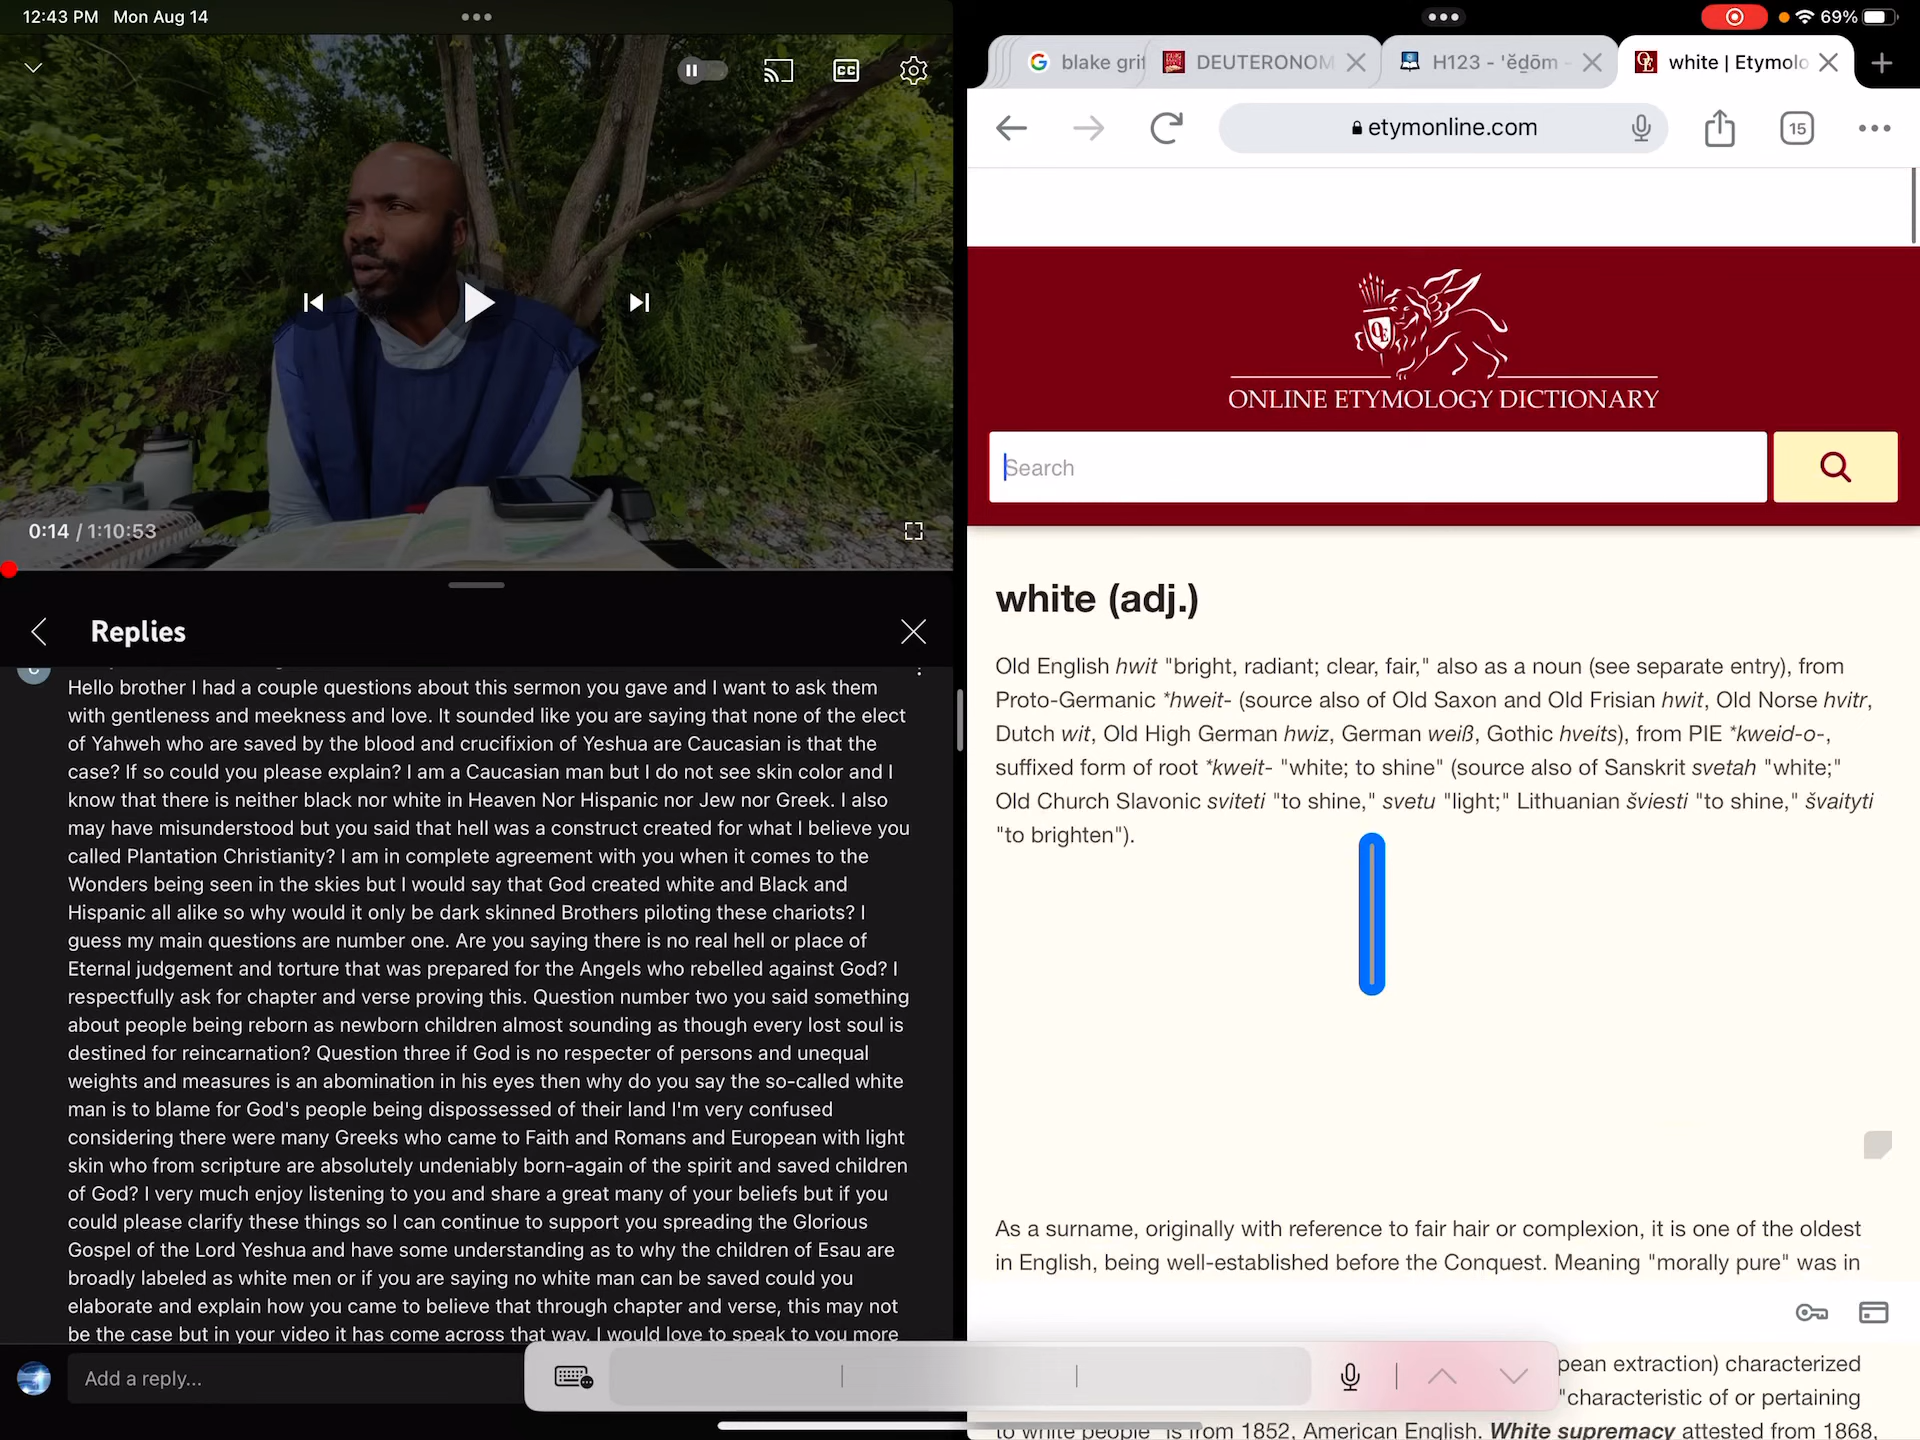 12:43 PM Mon Aug 14
69%
CC
0:14 / 1:10:53
Replies
Hello brother I had a couple questions about this sermon you gave and I want to ask them
with gentleness and meekness and love. It sounded like you are saying that none of the elect
of Yahweh who are saved by the blood and crucifixion of Yeshua are Caucasian is that the
case? If so could you please explain? I am a Caucasian man but I do not see skin color and I
know that there is neither black nor white in Heaven Nor Hispanic nor Jew nor Greek. I also
may have misunderstood but you said that hell was a construct created for what I believe you
called Plantation Christianity? I am in complete agreement with you when it comes to the
Wonders being seen in the skies but I would say that God created white and Black and
Hispanic all alike so why would it only be dark skinned Brothers piloting these chariots? I
guess my main questions are number one. Are you saying there is no real hell or place of
Eternal judgement and torture that was prepared for the Angels who rebelled against God? I
respectfully ask for chapter and verse proving this. Question number two you said something
about people being reborn as newborn children almost sounding as though every lost soul is
destined for reincarnation? Question three if God is no respecter of persons and unequal
weights and measures is an abomination in his eyes then why do you say the so-called white
man is to blame for God's people being dispossessed of their land I'm very confused
considering there were many Greeks who came to Faith and Romans and European with light
skin who from scripture are absolutely undeniably born-again of the spirit and saved children
of God? I very much enjoy listening to you and share a great many of your beliefs but if you
could please clarify these things so I can continue to support you spreading the Glorious
Gospel of the Lord Yeshua and have some understanding as to why the children of Esau are
broadly labeled as white men or if you are saying no white man can be saved could you
elaborate and explain how you came to believe that through chapter and verse, this may not
be the case but in your video it has come across that way. I would love to speak to you more
Add a reply...
blake grif
DEUTERONOM
H123 - 'ĕḏōm -
white | Etymolo
etymonline.com
15
OE
ONLINE ETYMOLOGY DICTIONARY
Search
white (adj.)
Old English hwit "bright, radiant; clear, fair," also as a noun (see separate entry), from
Proto-Germanic *hweit- (source also of Old Saxon and Old Frisian hwit, Old Norse hvitr,
Dutch wit, Old High German hwiz, German weiß, Gothic hveits), from PIE *kweid-o-,
suffixed form of root *kweit- "white; to shine" (source also of Sanskrit svetah "white;"
Old Church Slavonic sviteti "to shine," svetu "light;" Lithuanian šviesti "to shine," švaityti
"to brighten").
As a surname, originally with reference to fair hair or complexion, it is one of the oldest
in English, being well-established before the Conquest. Meaning "morally pure" was in
pean extraction) characterized
"characteristic of or pertaining
to white people" is from 1852, American English. White supremacy attested from 1868,